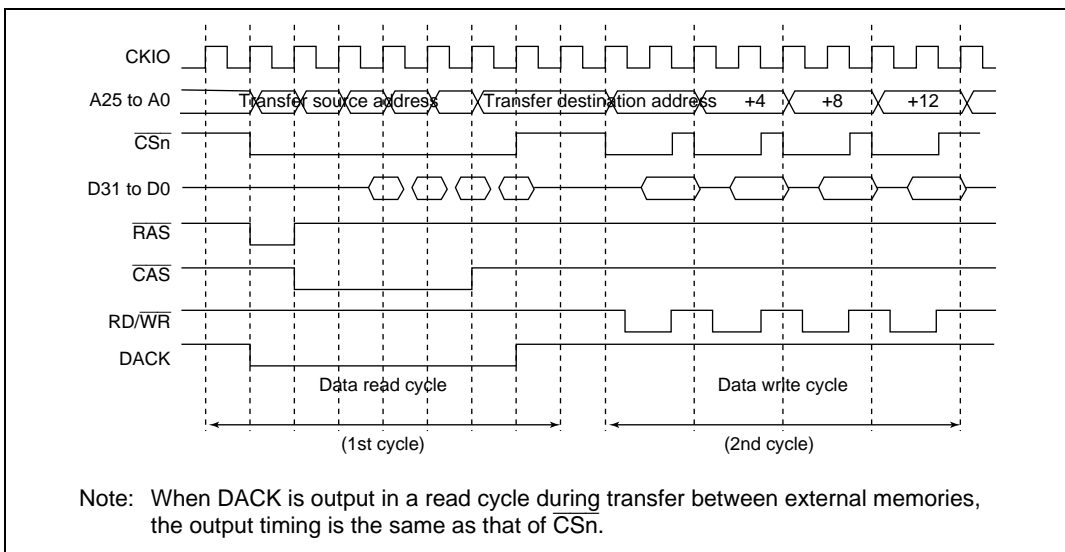 CKIO
A25 to A0 Transfer source address Transfer destination address +4 +8 +12
CSn
D31 to D0
RAS
CAS
RD/WR
DACK
Data read cycle Data write cycle
(1st cycle) (2nd cycle)
Note: When DACK is output in a read cycle during transfer between external memories,
the output timing is the same as that of CSn.